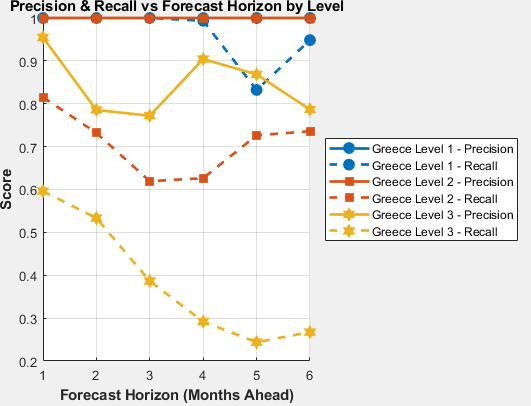 Precision & Recall vs Forecast Horizon by Level
1
0.9
0.8
0.7
0.6
0.5
0.4
0.3
0.2
Score
1 2 3 4 5 6
Forecast Horizon (Months Ahead)
Greece Level 1 - Precision
Greece Level 1 - Recall
Greece Level 2 - Precision
Greece Level 2 - Recall
Greece Level 3 - Precision
Greece Level 3 - Recall